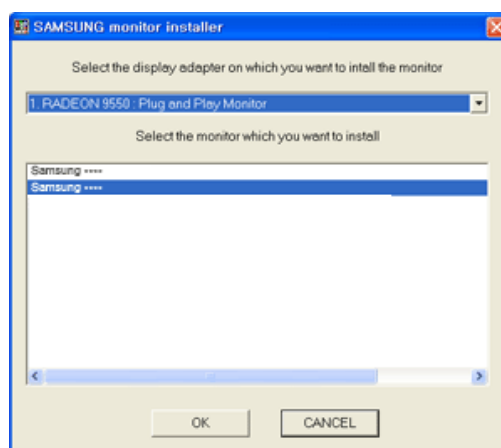 SAMSUNG monitor installer
Select the display adapter on which you want to intall the monitor
1. RADEON 9550 : Plug and Play Monitor
Select the monitor which you want to install
Samsung ----
Samsung ----
OK
CANCEL